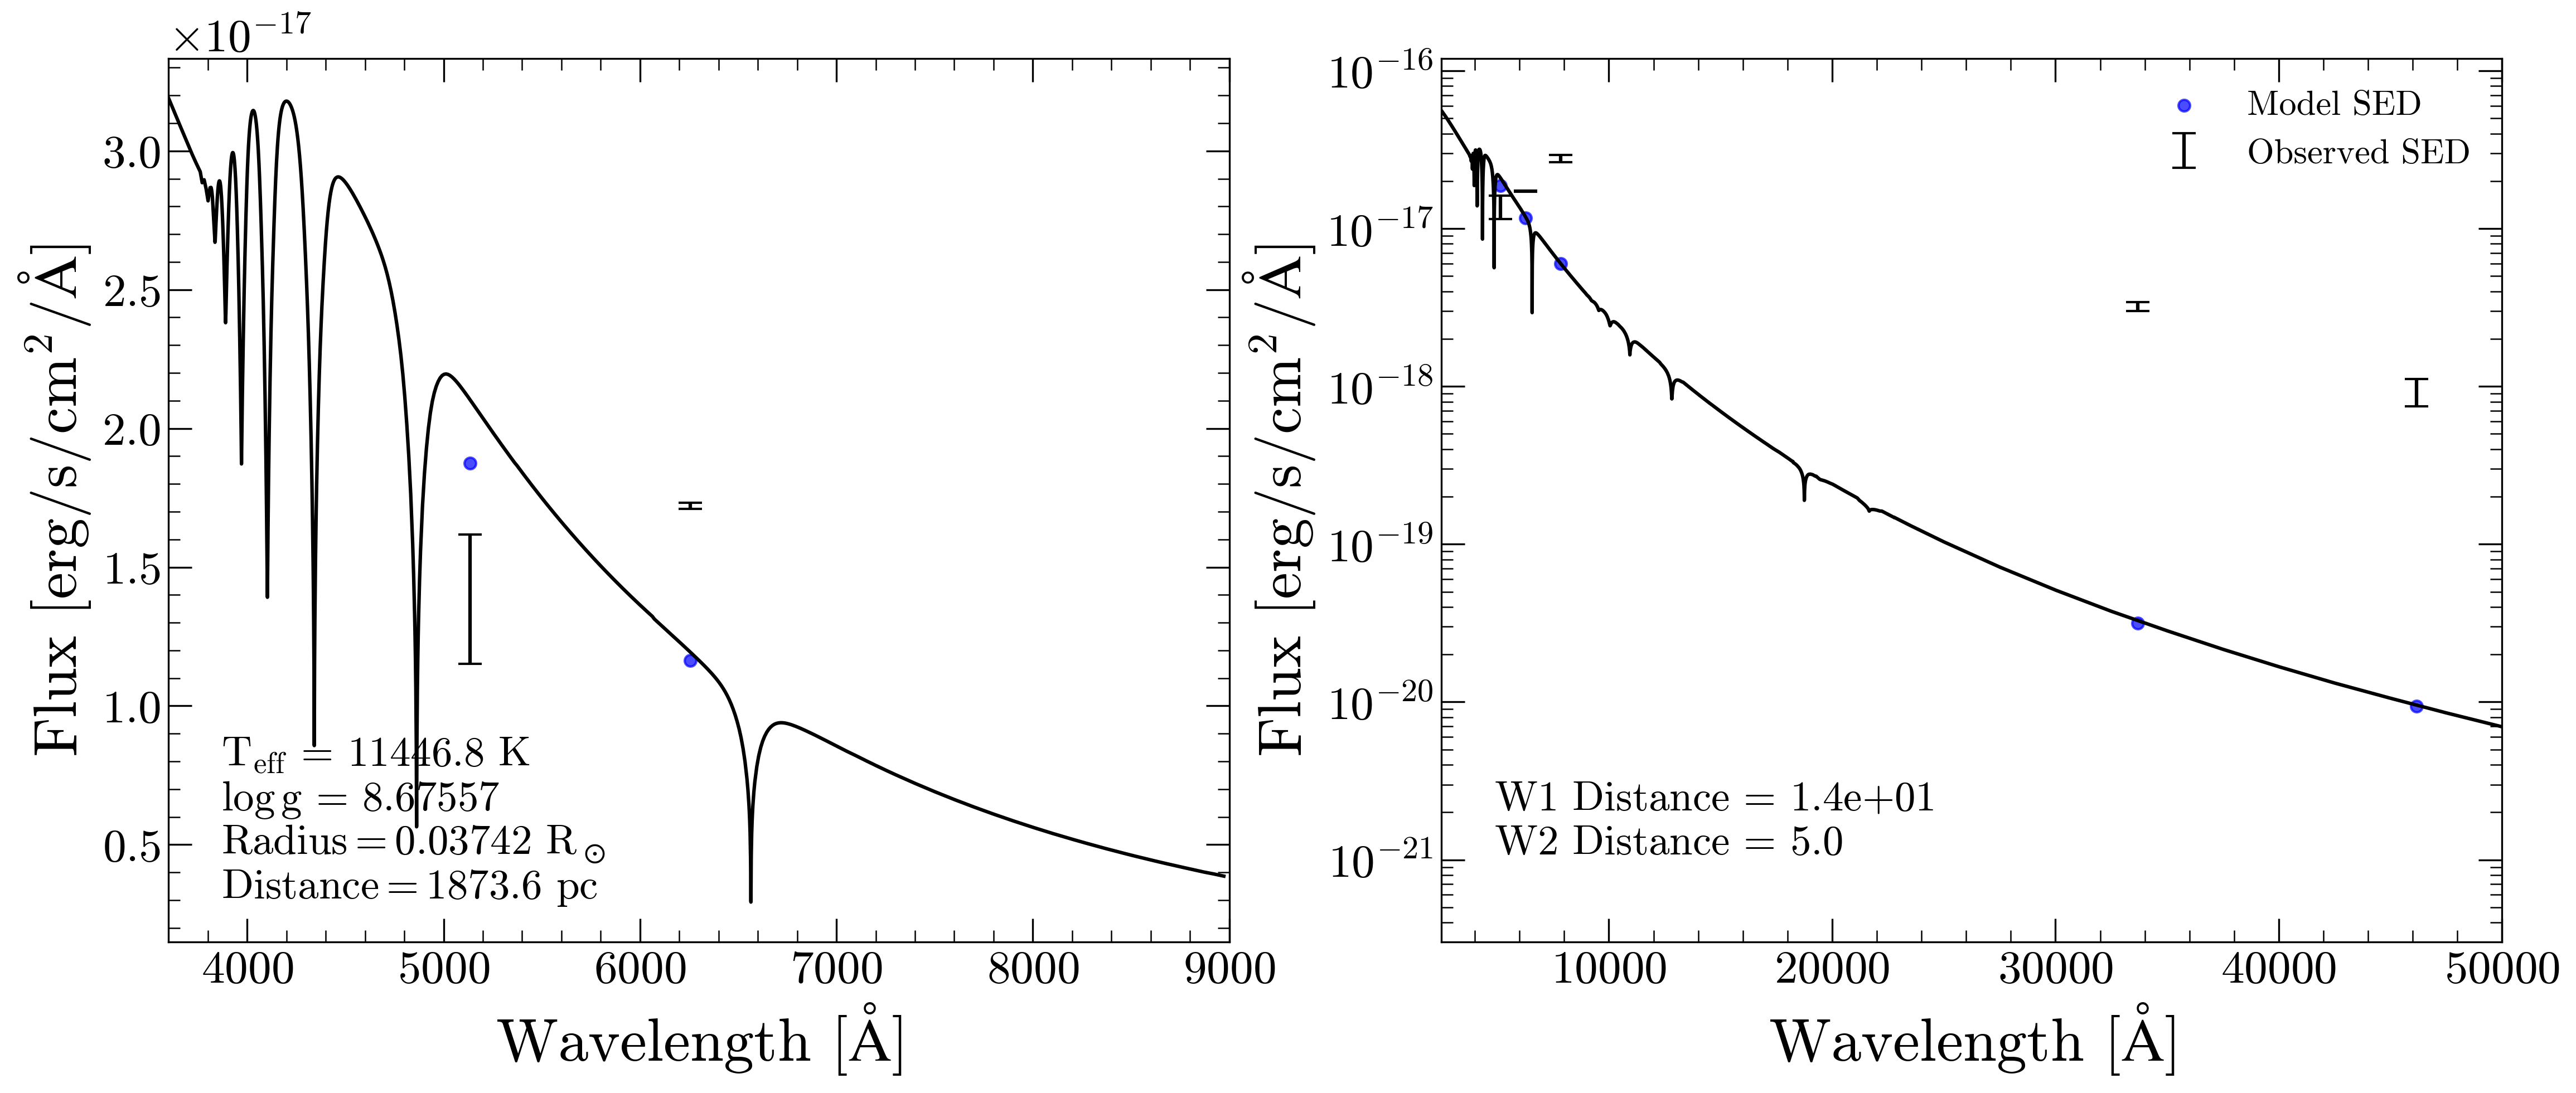 ×10⁻¹⁷
3.0
2.5
2.0
1.5
1.0
0.5
4000 5000 6000 7000 8000 9000
Flux [erg/s/cm²/Å]
Wavelength [Å]
T_eff = 11446.8 K
log g = 8.67557
Radius = 0.03742 R_⊙
Distance = 1873.6 pc
10⁻¹⁶
10⁻¹⁷
10⁻¹⁸
10⁻¹⁹
10⁻²⁰
10⁻²¹
10000 20000 30000 40000 50000
Flux [erg/s/cm²/Å]
Wavelength [Å]
Model SED
Observed SED
W1 Distance = 1.4e+01
W2 Distance = 5.0